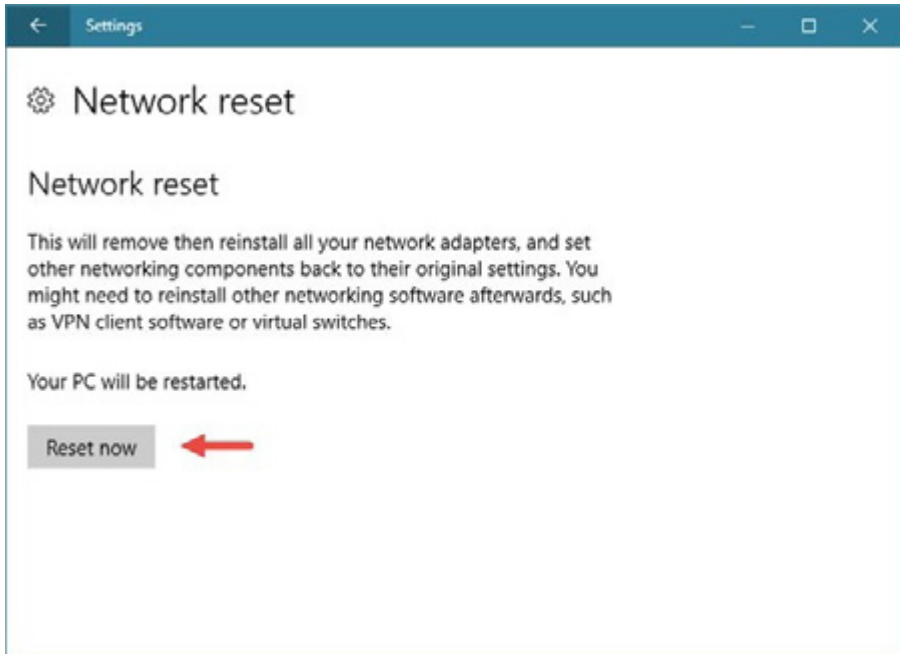 Settings
Network reset
Network reset
This will remove then reinstall all your network adapters, and set
other networking components back to their original settings. You
might need to reinstall other networking software afterwards, such
as VPN client software or virtual switches.
Your PC will be restarted.
Reset now